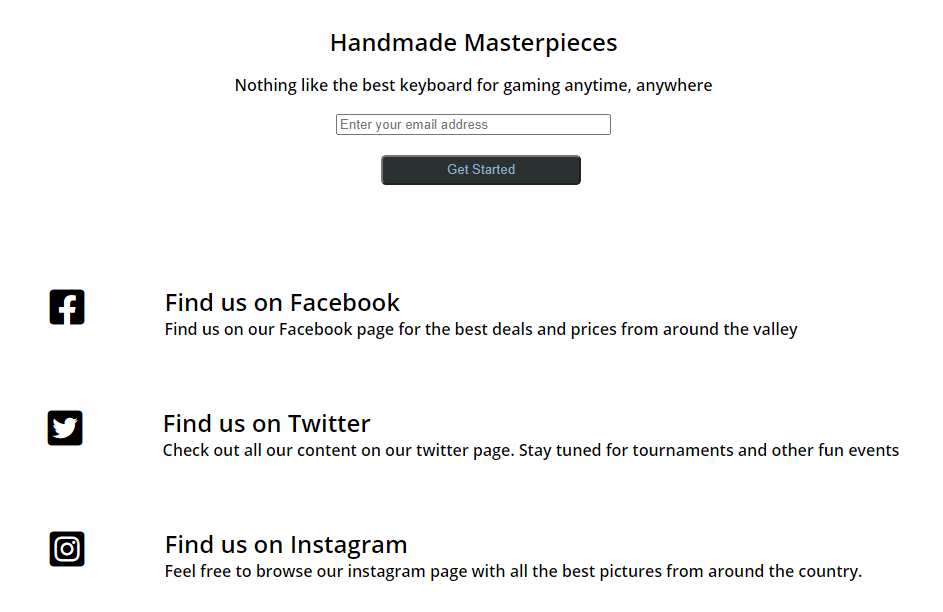 Handmade Masterpieces
Nothing like the best keyboard for gaming anytime, anywhere
Enter your email address
Get Started
Find us on Facebook
Find us on our Facebook page for the best deals and prices from around the valley
Find us on Twitter
Check out all our content on our twitter page. Stay tuned for tournaments and other fun events
Find us on Instagram
Feel free to browse our instagram page with all the best pictures from around the country.